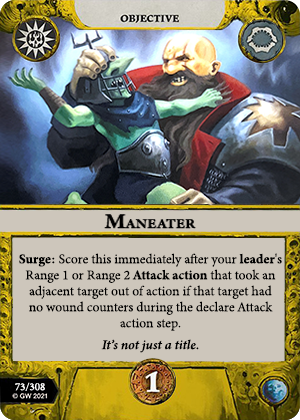 OBJECTIVE
MANEATER
Surge: Score this immediately after your leader's
Range 1 or Range 2 Attack action that took an
adjacent target out of action if that target had
no wound counters during the declare Attack
action step.
It's not just a title.
73/308
© GW 2021
1